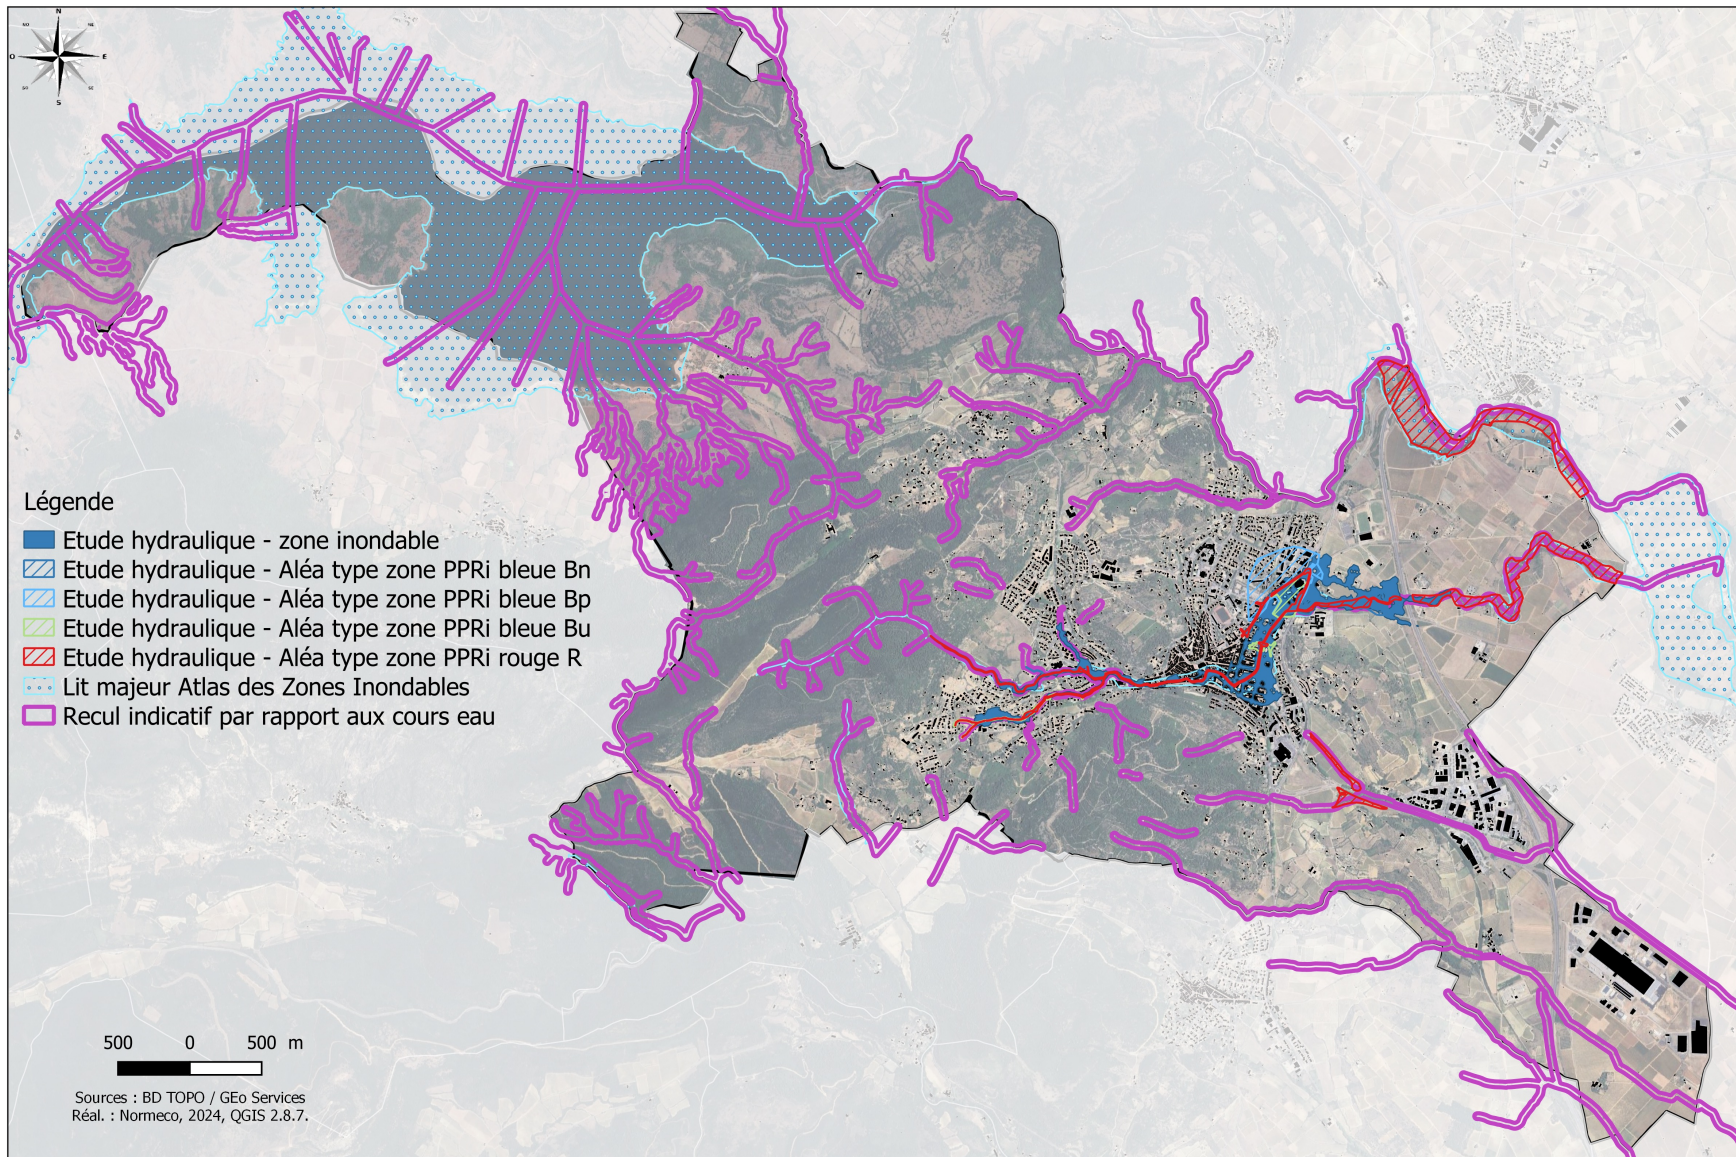 N
O
E
S
Légende
Etude hydraulique - zone inondable
Etude hydraulique - Aléa type zone PPRi bleue Bn
Etude hydraulique - Aléa type zone PPRi bleue Bp
Etude hydraulique - Aléa type zone PPRi bleue Bu
Etude hydraulique - Aléa type zone PPRi rouge R
Lit majeur Atlas des Zones Inondables
Recul indicatif par rapport aux cours eau
500 0 500 m
Sources : BD TOPO / GEo Services
Réal. : Normeco, 2024, QGIS 2.8.7.